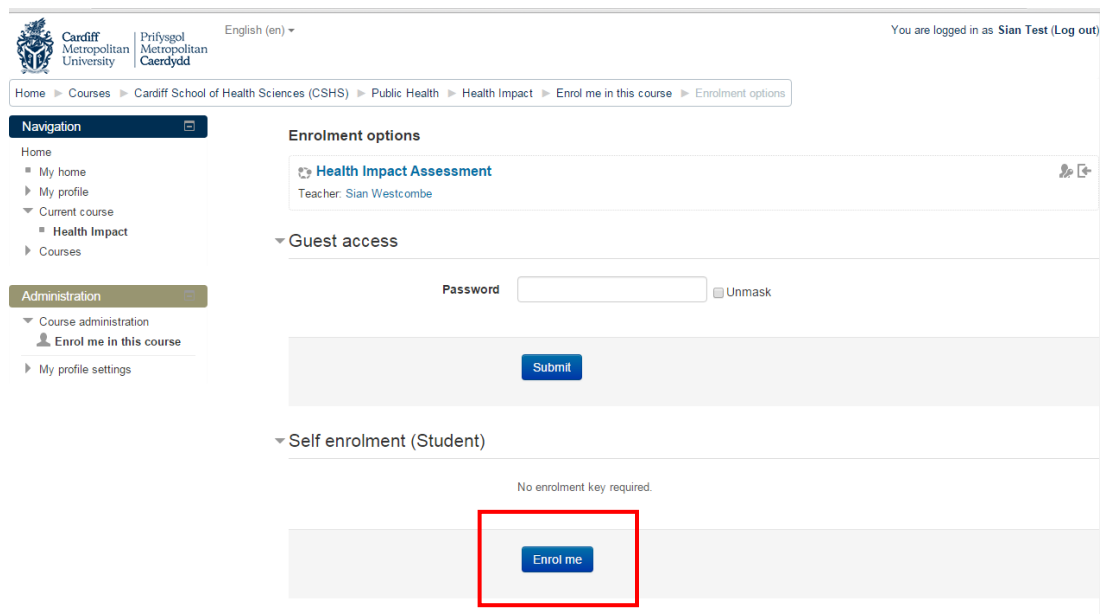 Cardiff
Metropolitan
University
Prifysgol
Metropolitan
Caerdydd
English (en)
You are logged in as Sian Test (Log out)
Home Courses Cardiff School of Health Sciences (CSHS) Public Health Health Impact Enrol me in this course Enrolment options
Navigation
Home
My home
My profile
Current course
Health Impact
Courses
Administration
Course administration
Enrol me in this course
My profile settings
Enrolment options
Health Impact Assessment
Teacher: Sian Westcombe
Guest access
Password Unmask
Submit
Self enrolment (Student)
No enrolment key required.
Enrol me